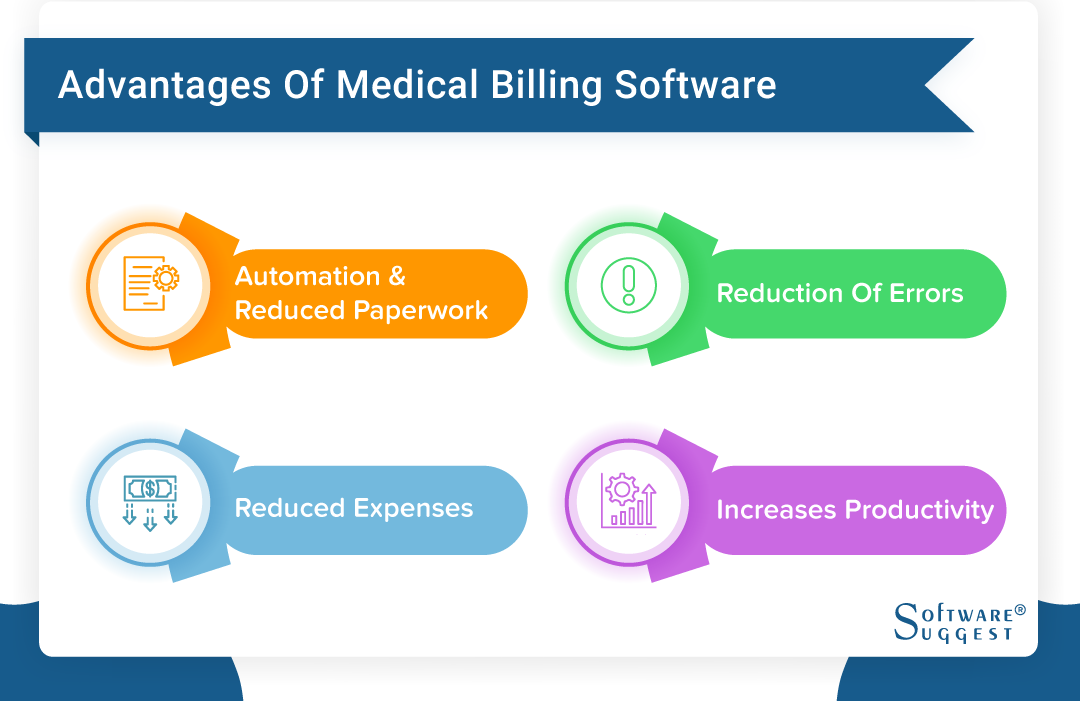 Advantages Of Medical Billing Software
Automation &
Reduced Paperwork
Reduction Of Errors
Reduced Expenses
$
Increases Productivity
Software®
Suggest